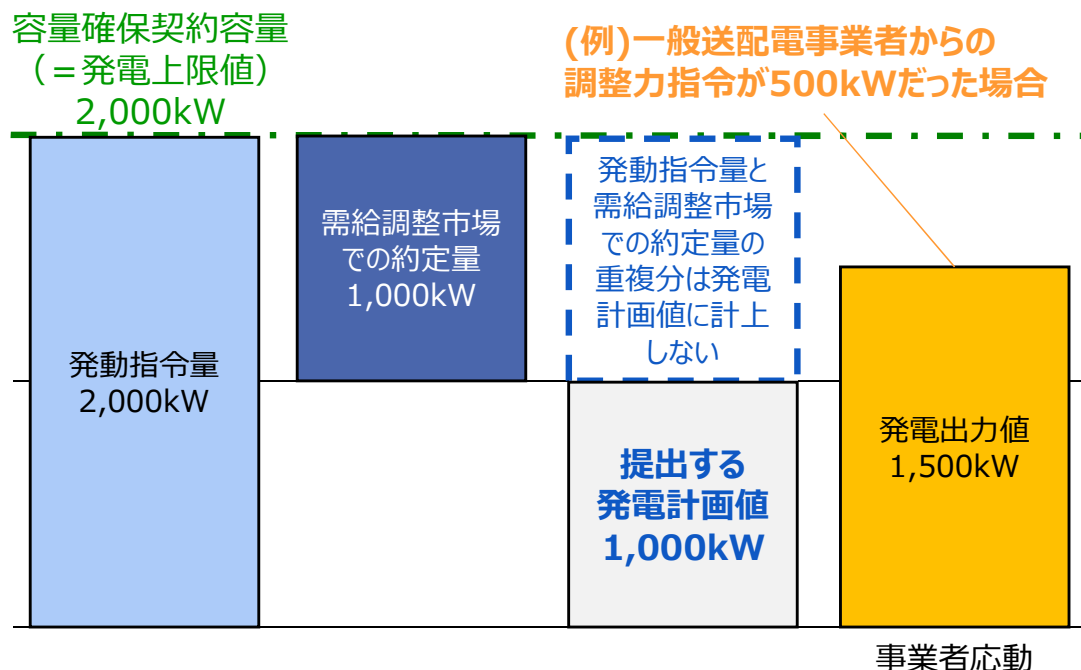 容量確保契約容量
（＝発電上限値）
2,000kW
(例)一般送配電事業者からの
調整力指令が500kWだった場合
発動指令量
2,000kW
需給調整市場
での約定量
1,000kW
発動指令量と
需給調整市場
での約定量の
重複分は発電
計画値に計上
しない
提出する
発電計画値
1,000kW
発電出力値
1,500kW
事業者応動